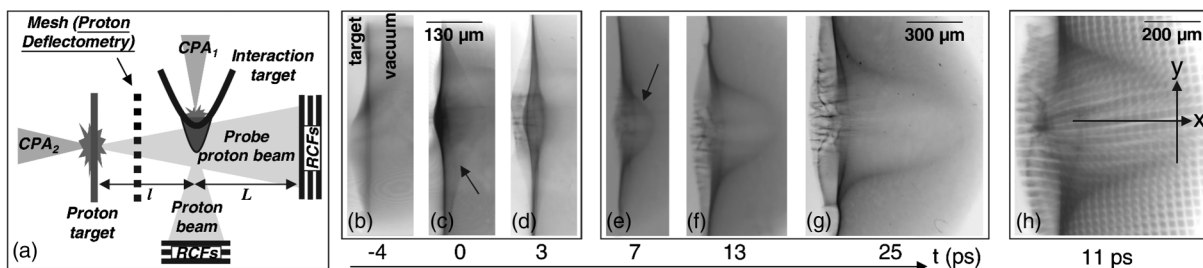 Mesh (Proton
Deflectometry)
CPA1
Interaction
target
CPA2
Probe
proton beam
RCFs
l
L
Proton
target
Proton
beam
RCFs
(a)
target
vacuum
130 µm
(b)
(c)
(d)
(e)
(f)
300 µm
(g)
200 µm
y
x
(h)
-4
0
3
7
13
25
t (ps)
11 ps